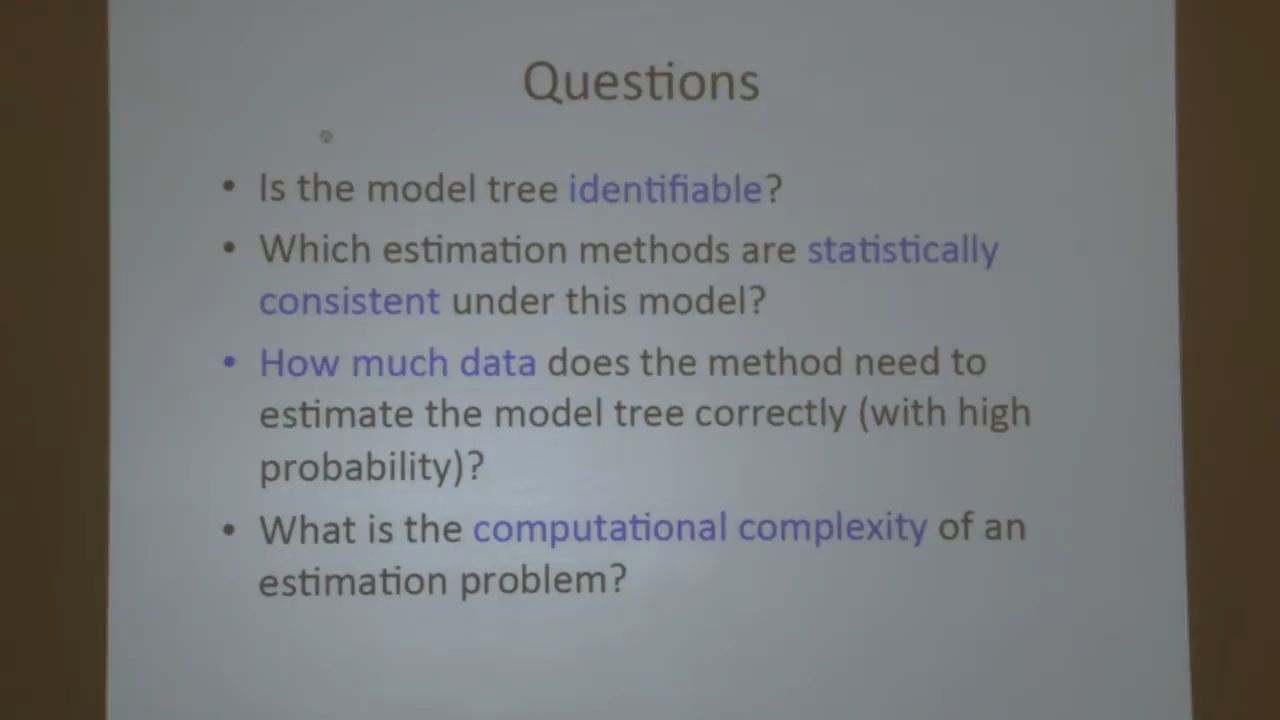 Questions
• Is the model tree identifiable?
• Which estimation methods are statistically
consistent under this model?
• How much data does the method need to
estimate the model tree correctly (with high
probability)?
• What is the computational complexity of an
estimation problem?